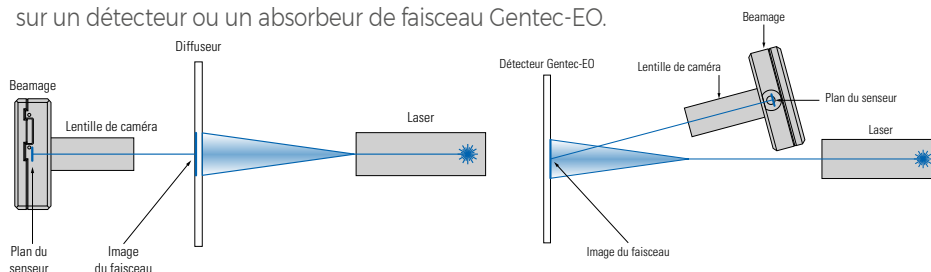 sur un détecteur ou un absorbeur de faisceau Gentec-EO.
Diffuseur
Beamage
Lentille de caméra
Laser
Plan du
senseur
Image
du faisceau
Beamage
Détecteur Gentec-EO
Lentille de caméra
Plan du senseur
Laser
Image du faisceau